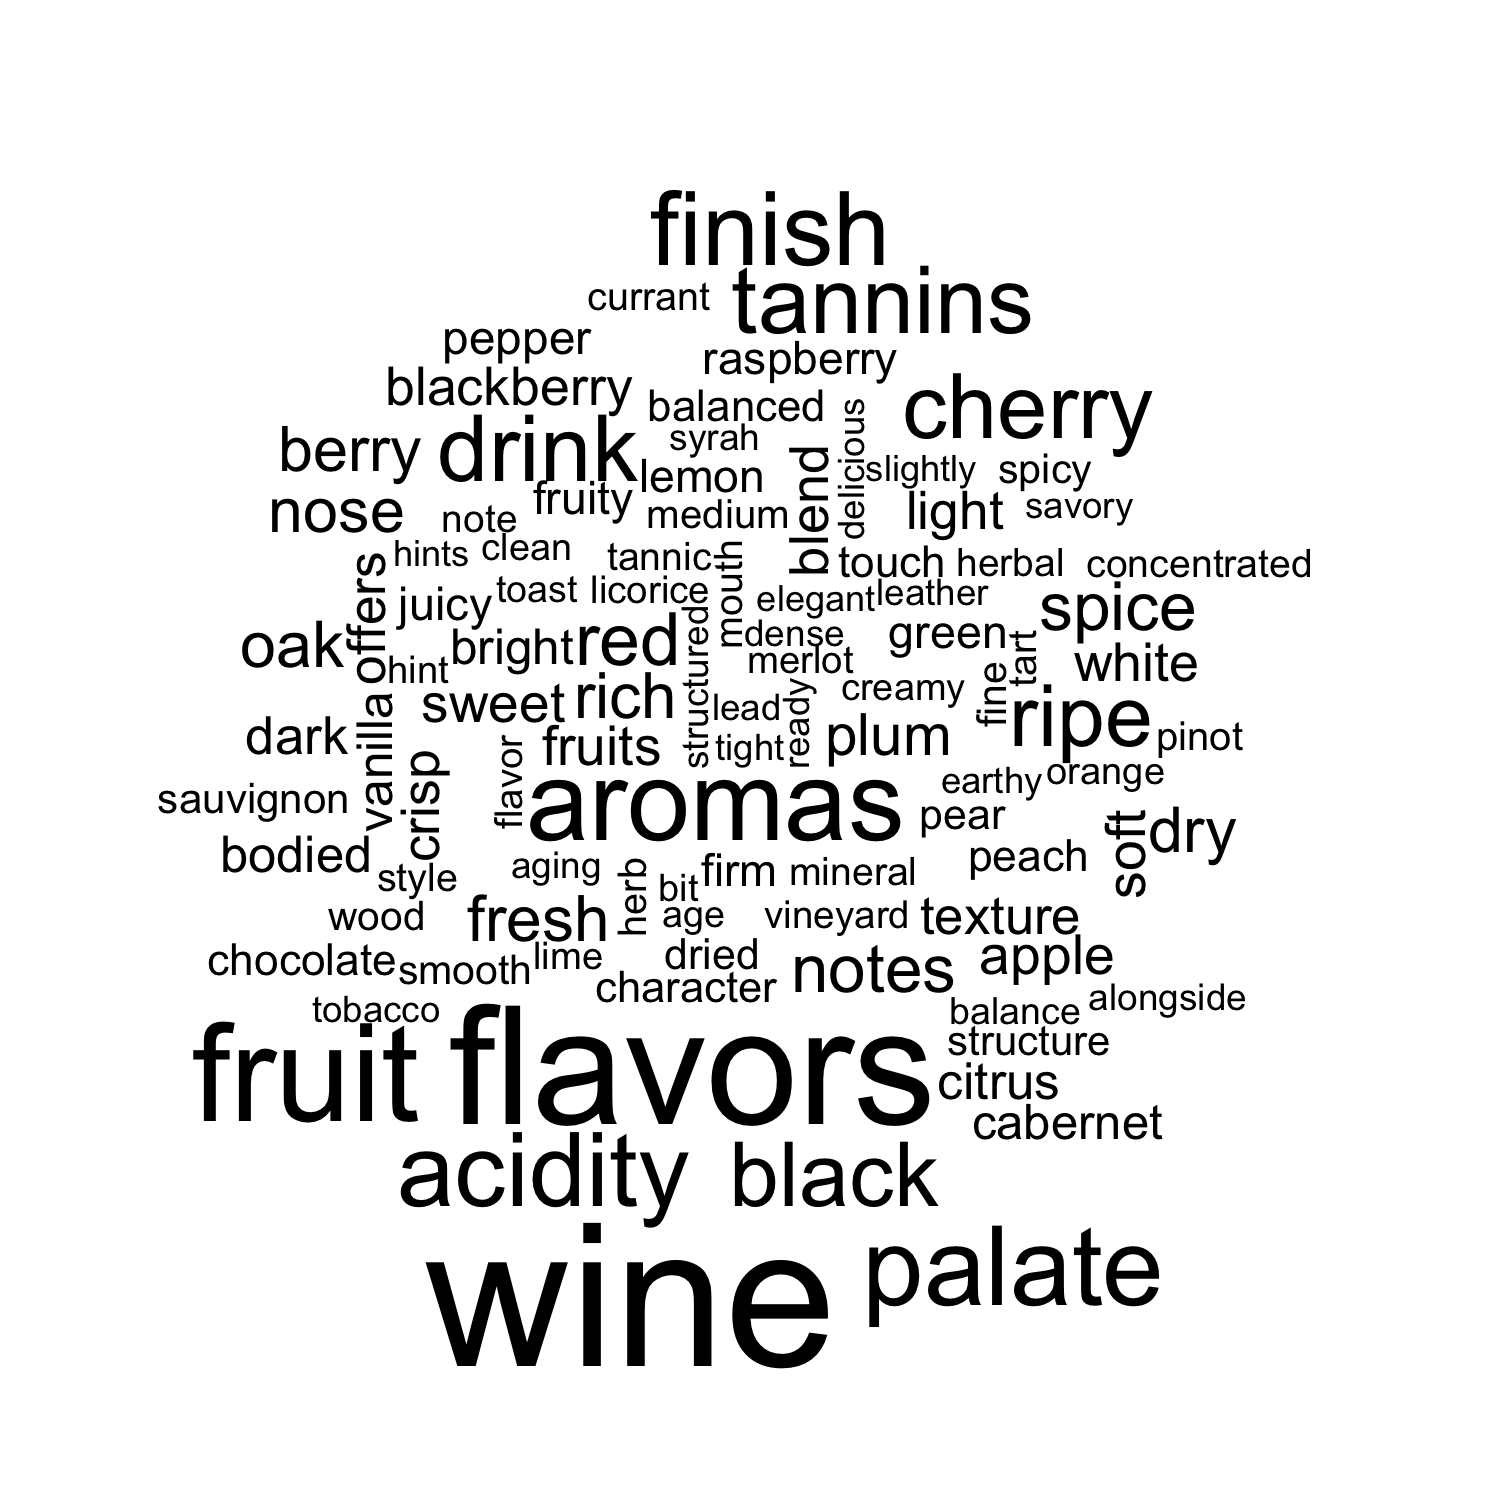 finish
currant tannins
pepper raspberry
blackberry balanced delicious cherry
berry drink syrah lemon blend slightly spicy
nose note fruity medium light savory
offers hints clean tannic mouth touch herbal concentrated
juicy toast licorice structured elegant leather spice
oak hint bright red dense merlot green tart white
vanilla sweet rich lead ready creamy fine ripe pinot
dark crisp flavor fruits tight plum
sauvignon aromas earthy orange
pear soft dry
bodied style aging herb bit firm mineral peach
wood fresh age vineyard texture
chocolate smooth lime dried character notes apple
tobacco balance alongside
fruit flavors structure
citrus
cabernet
acidity black
wine palate